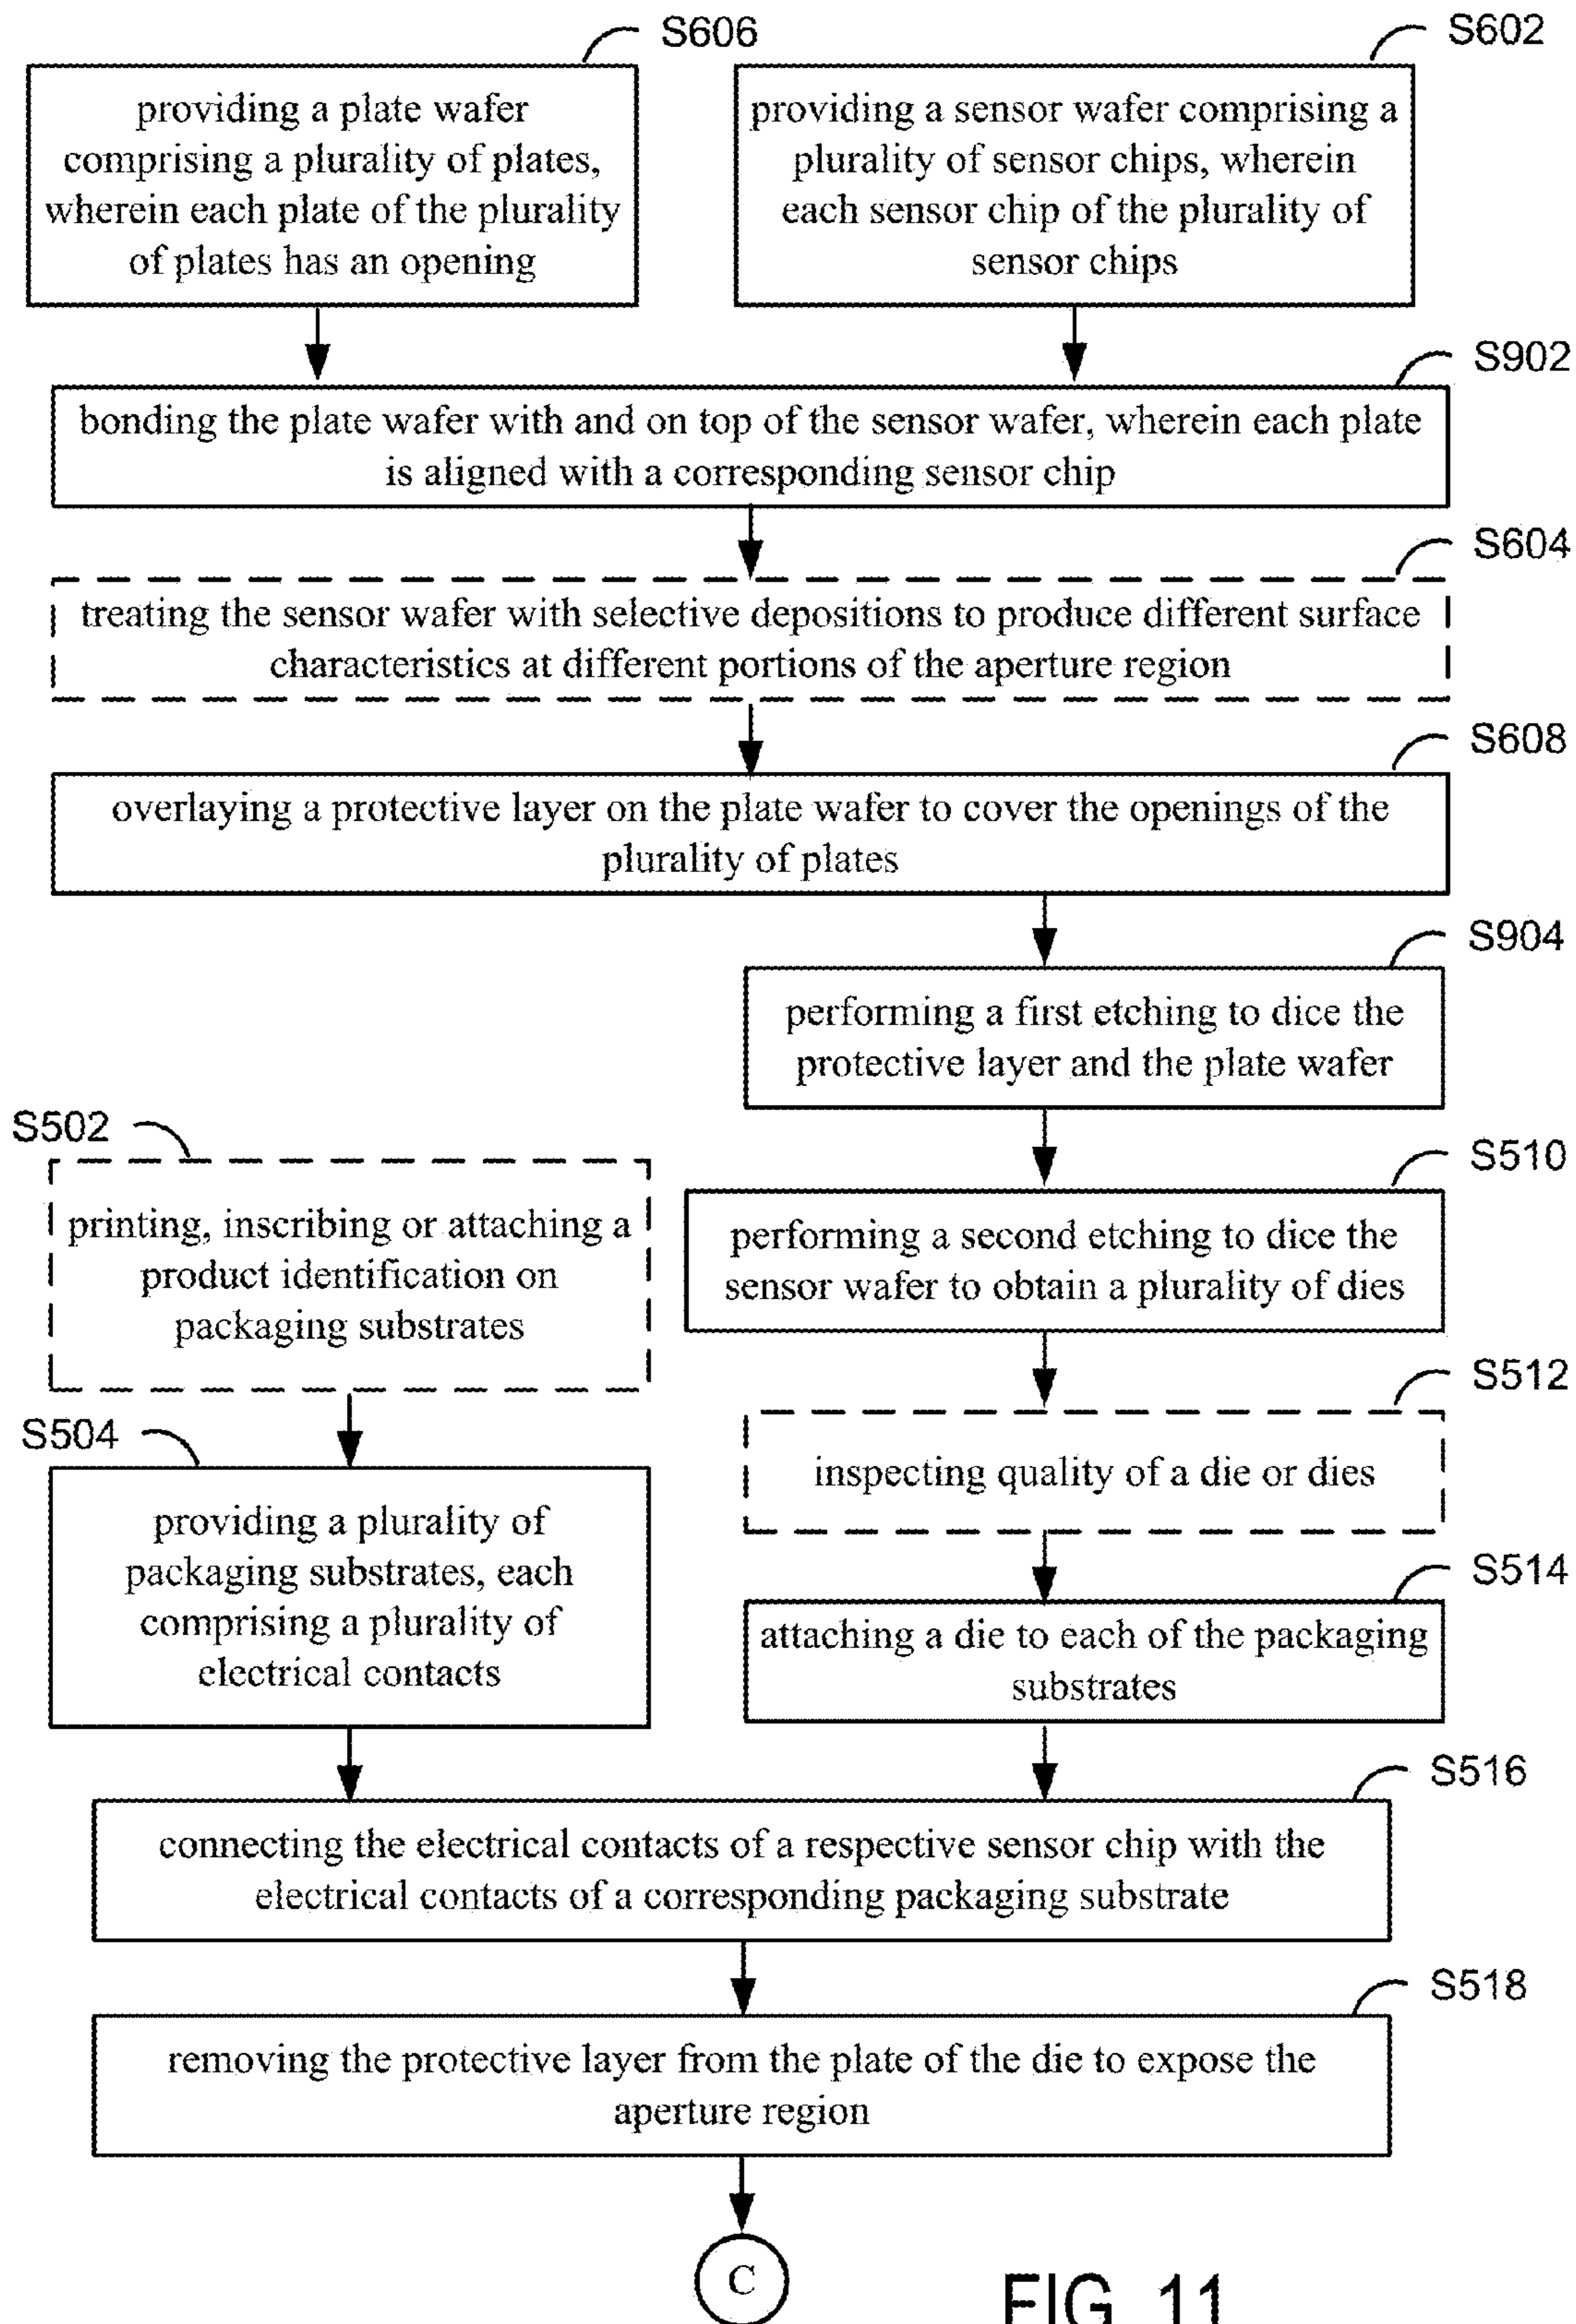 S606
providing a plate wafer
comprising a plurality of plates,
wherein each plate of the plurality
of plates has an opening
S602
providing a sensor wafer comprising a
plurality of sensor chips, wherein
each sensor chip of the plurality of
sensor chips
S902
bonding the plate wafer with and on top of the sensor wafer, wherein each plate
is aligned with a corresponding sensor chip
S604
treating the sensor wafer with selective depositions to produce different surface
characteristics at different portions of the aperture region
S608
overlaying a protective layer on the plate wafer to cover the openings of the
plurality of plates
S904
performing a first etching to dice the
protective layer and the plate wafer
S502
printing, inscribing or attaching a
product identification on
packaging substrates
S510
performing a second etching to dice the
sensor wafer to obtain a plurality of dies
S512
inspecting quality of a die or dies
S504
providing a plurality of
packaging substrates, each
comprising a plurality of
electrical contacts
S514
attaching a die to each of the packaging
substrates
S516
connecting the electrical contacts of a respective sensor chip with the
electrical contacts of a corresponding packaging substrate
S518
removing the protective layer from the plate of the die to expose the
aperture region
C
FIG. 11